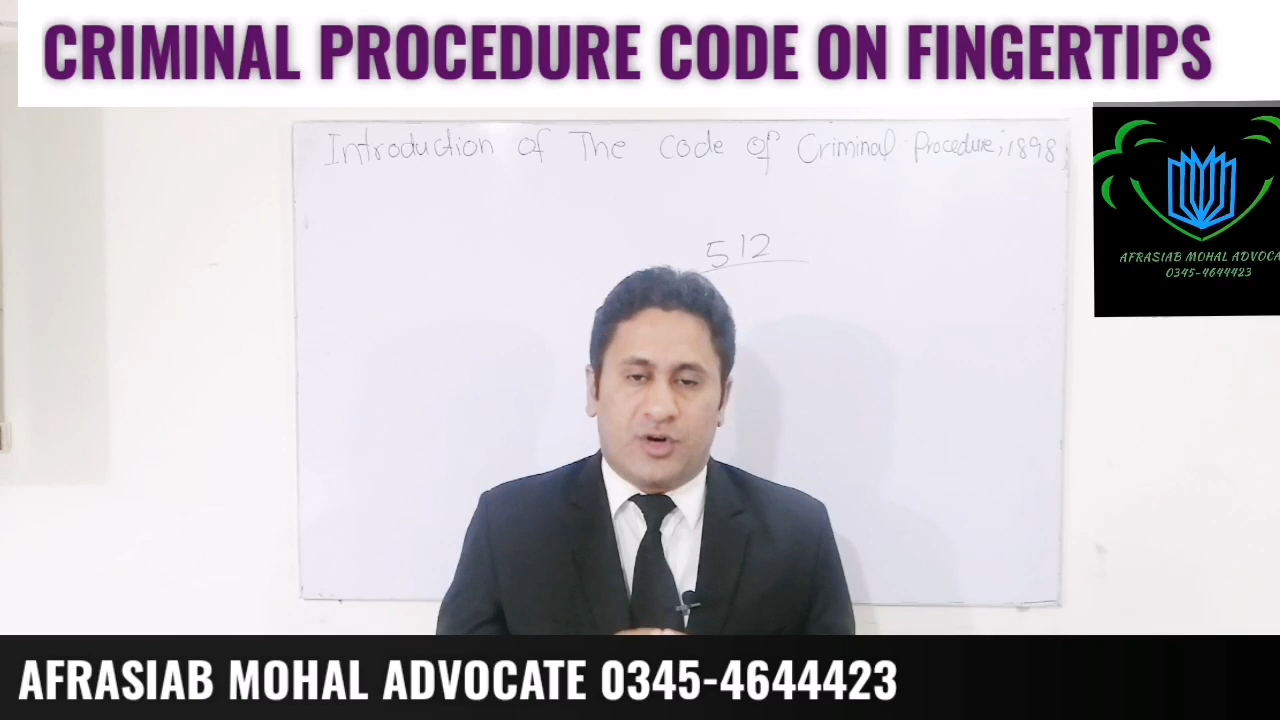 CRIMINAL PROCEDURE CODE ON FINGERTIPS
Introduction of The Code of Criminal Procedure; 1898
512
AFRASIAB MOHAL ADVOCA
0345-4644423
AFRASIAB MOHAL ADVOCATE 0345-4644423